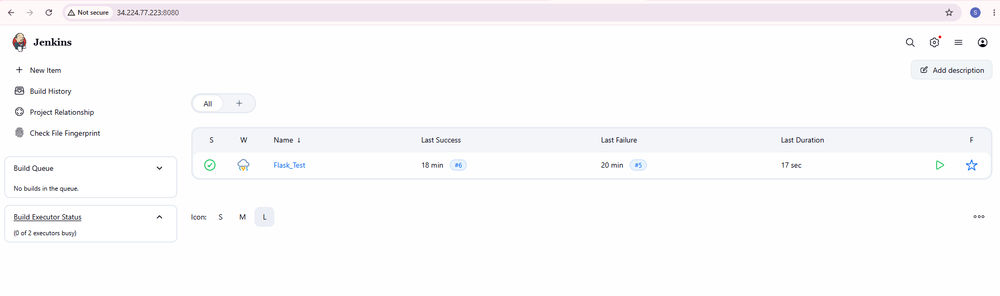 Not secure 34.224.77.223:8080 S
Jenkins
New Item
Add description
Build History
All +
Project Relationship
Check File Fingerprint
S W Name ↓ Last Success Last Failure Last Duration F
Flask_Test 18 min #6 20 min #5 17 sec
Build Queue
No builds in the queue.
Build Executor Status
(0 of 2 executors busy)
Icon: S M L